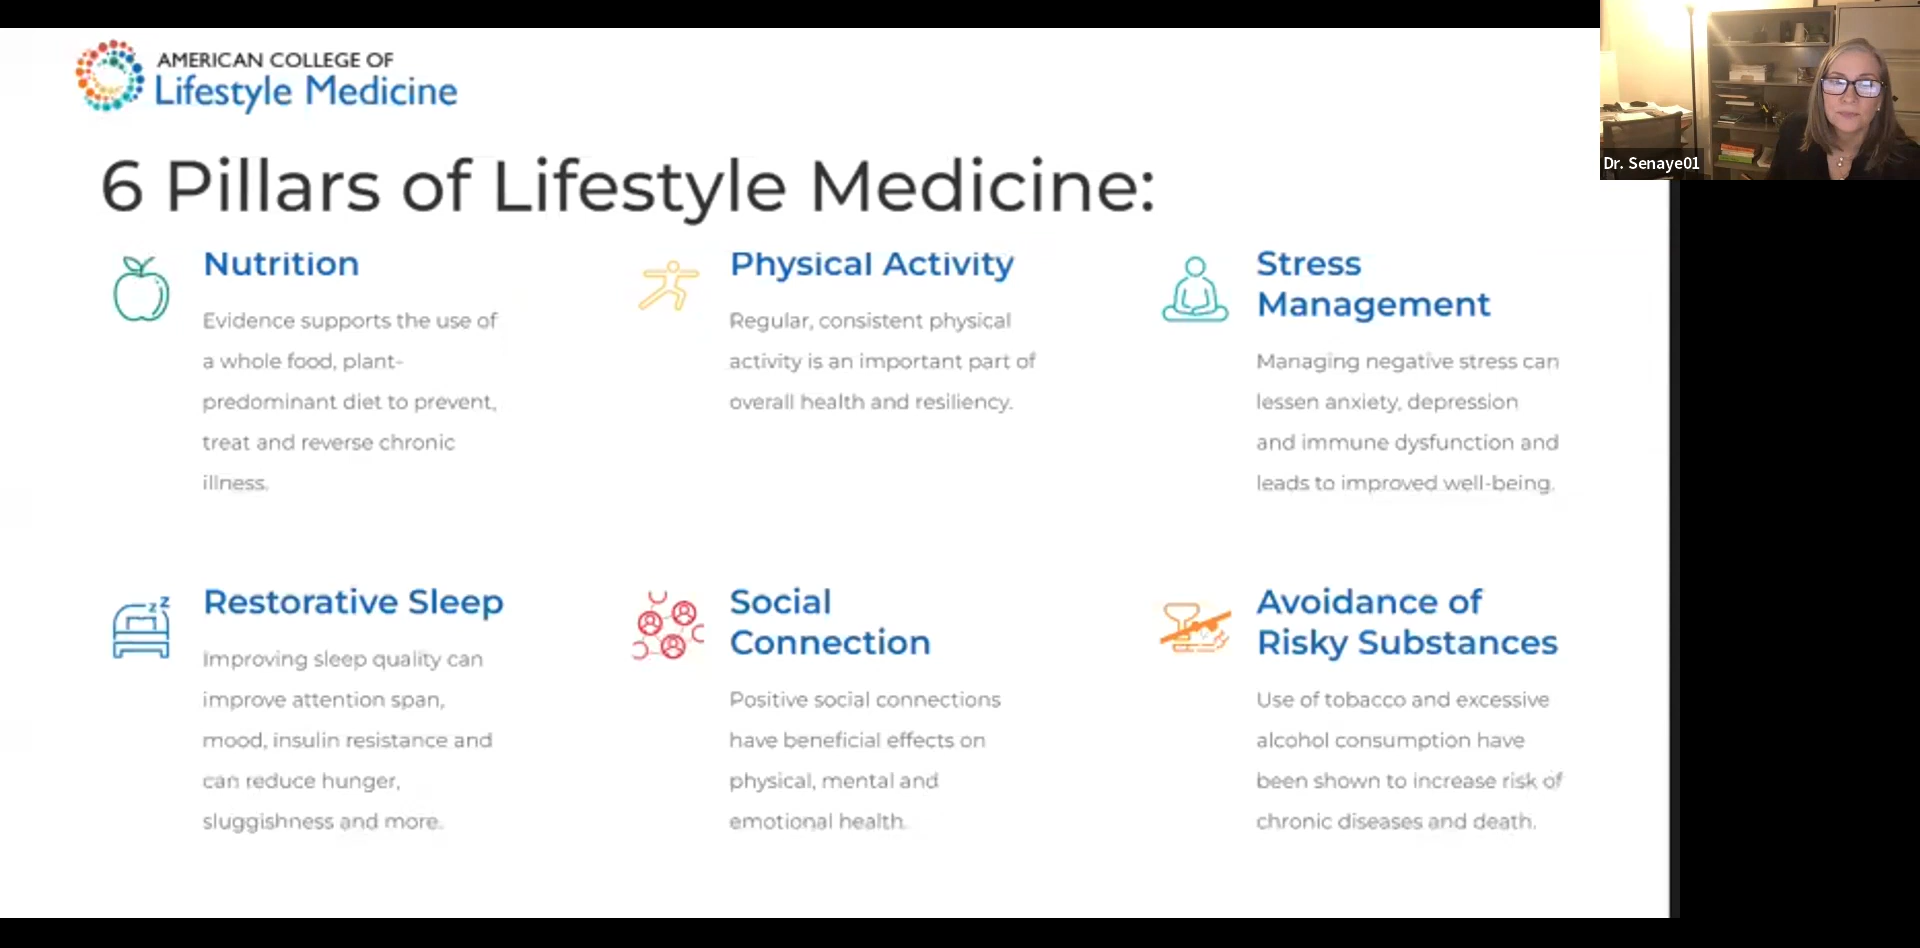 AMERICAN COLLEGE OF
Lifestyle Medicine
Dr. Senaye01
6 Pillars of Lifestyle Medicine:
Nutrition
Evidence supports the use of
a whole food, plant-
predominant diet to prevent,
treat and reverse chronic
illness.
Physical Activity
Regular, consistent physical
activity is an important part of
overall health and resiliency.
Stress
Management
Managing negative stress can
lessen anxiety, depression
and immune dysfunction and
leads to improved well-being.
zz
Restorative Sleep
Improving sleep quality can
improve attention span,
mood, insulin resistance and
can reduce hunger,
sluggishness and more.
Social
Connection
Positive social connections
have beneficial effects on
physical, mental and
emotional health.
Avoidance of
Risky Substances
Use of tobacco and excessive
alcohol consumption have
been shown to increase risk of
chronic diseases and death.